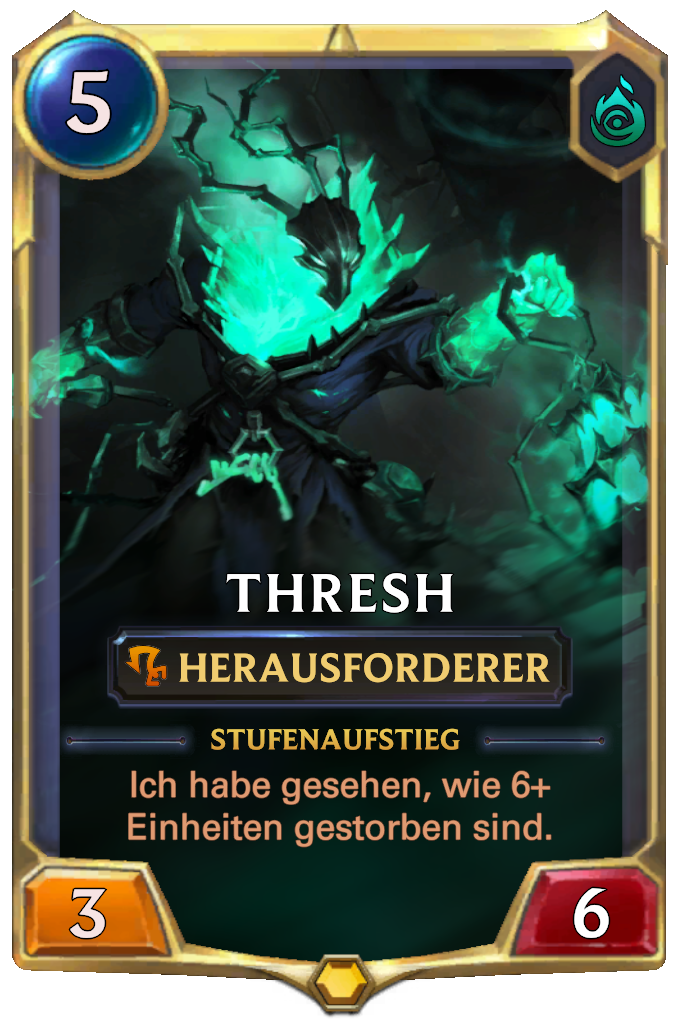 5
THRESH
HERAUSFORDERER
STUFENAUFSTIEG
Ich habe gesehen, wie 6+
Einheiten gestorben sind.
3
6